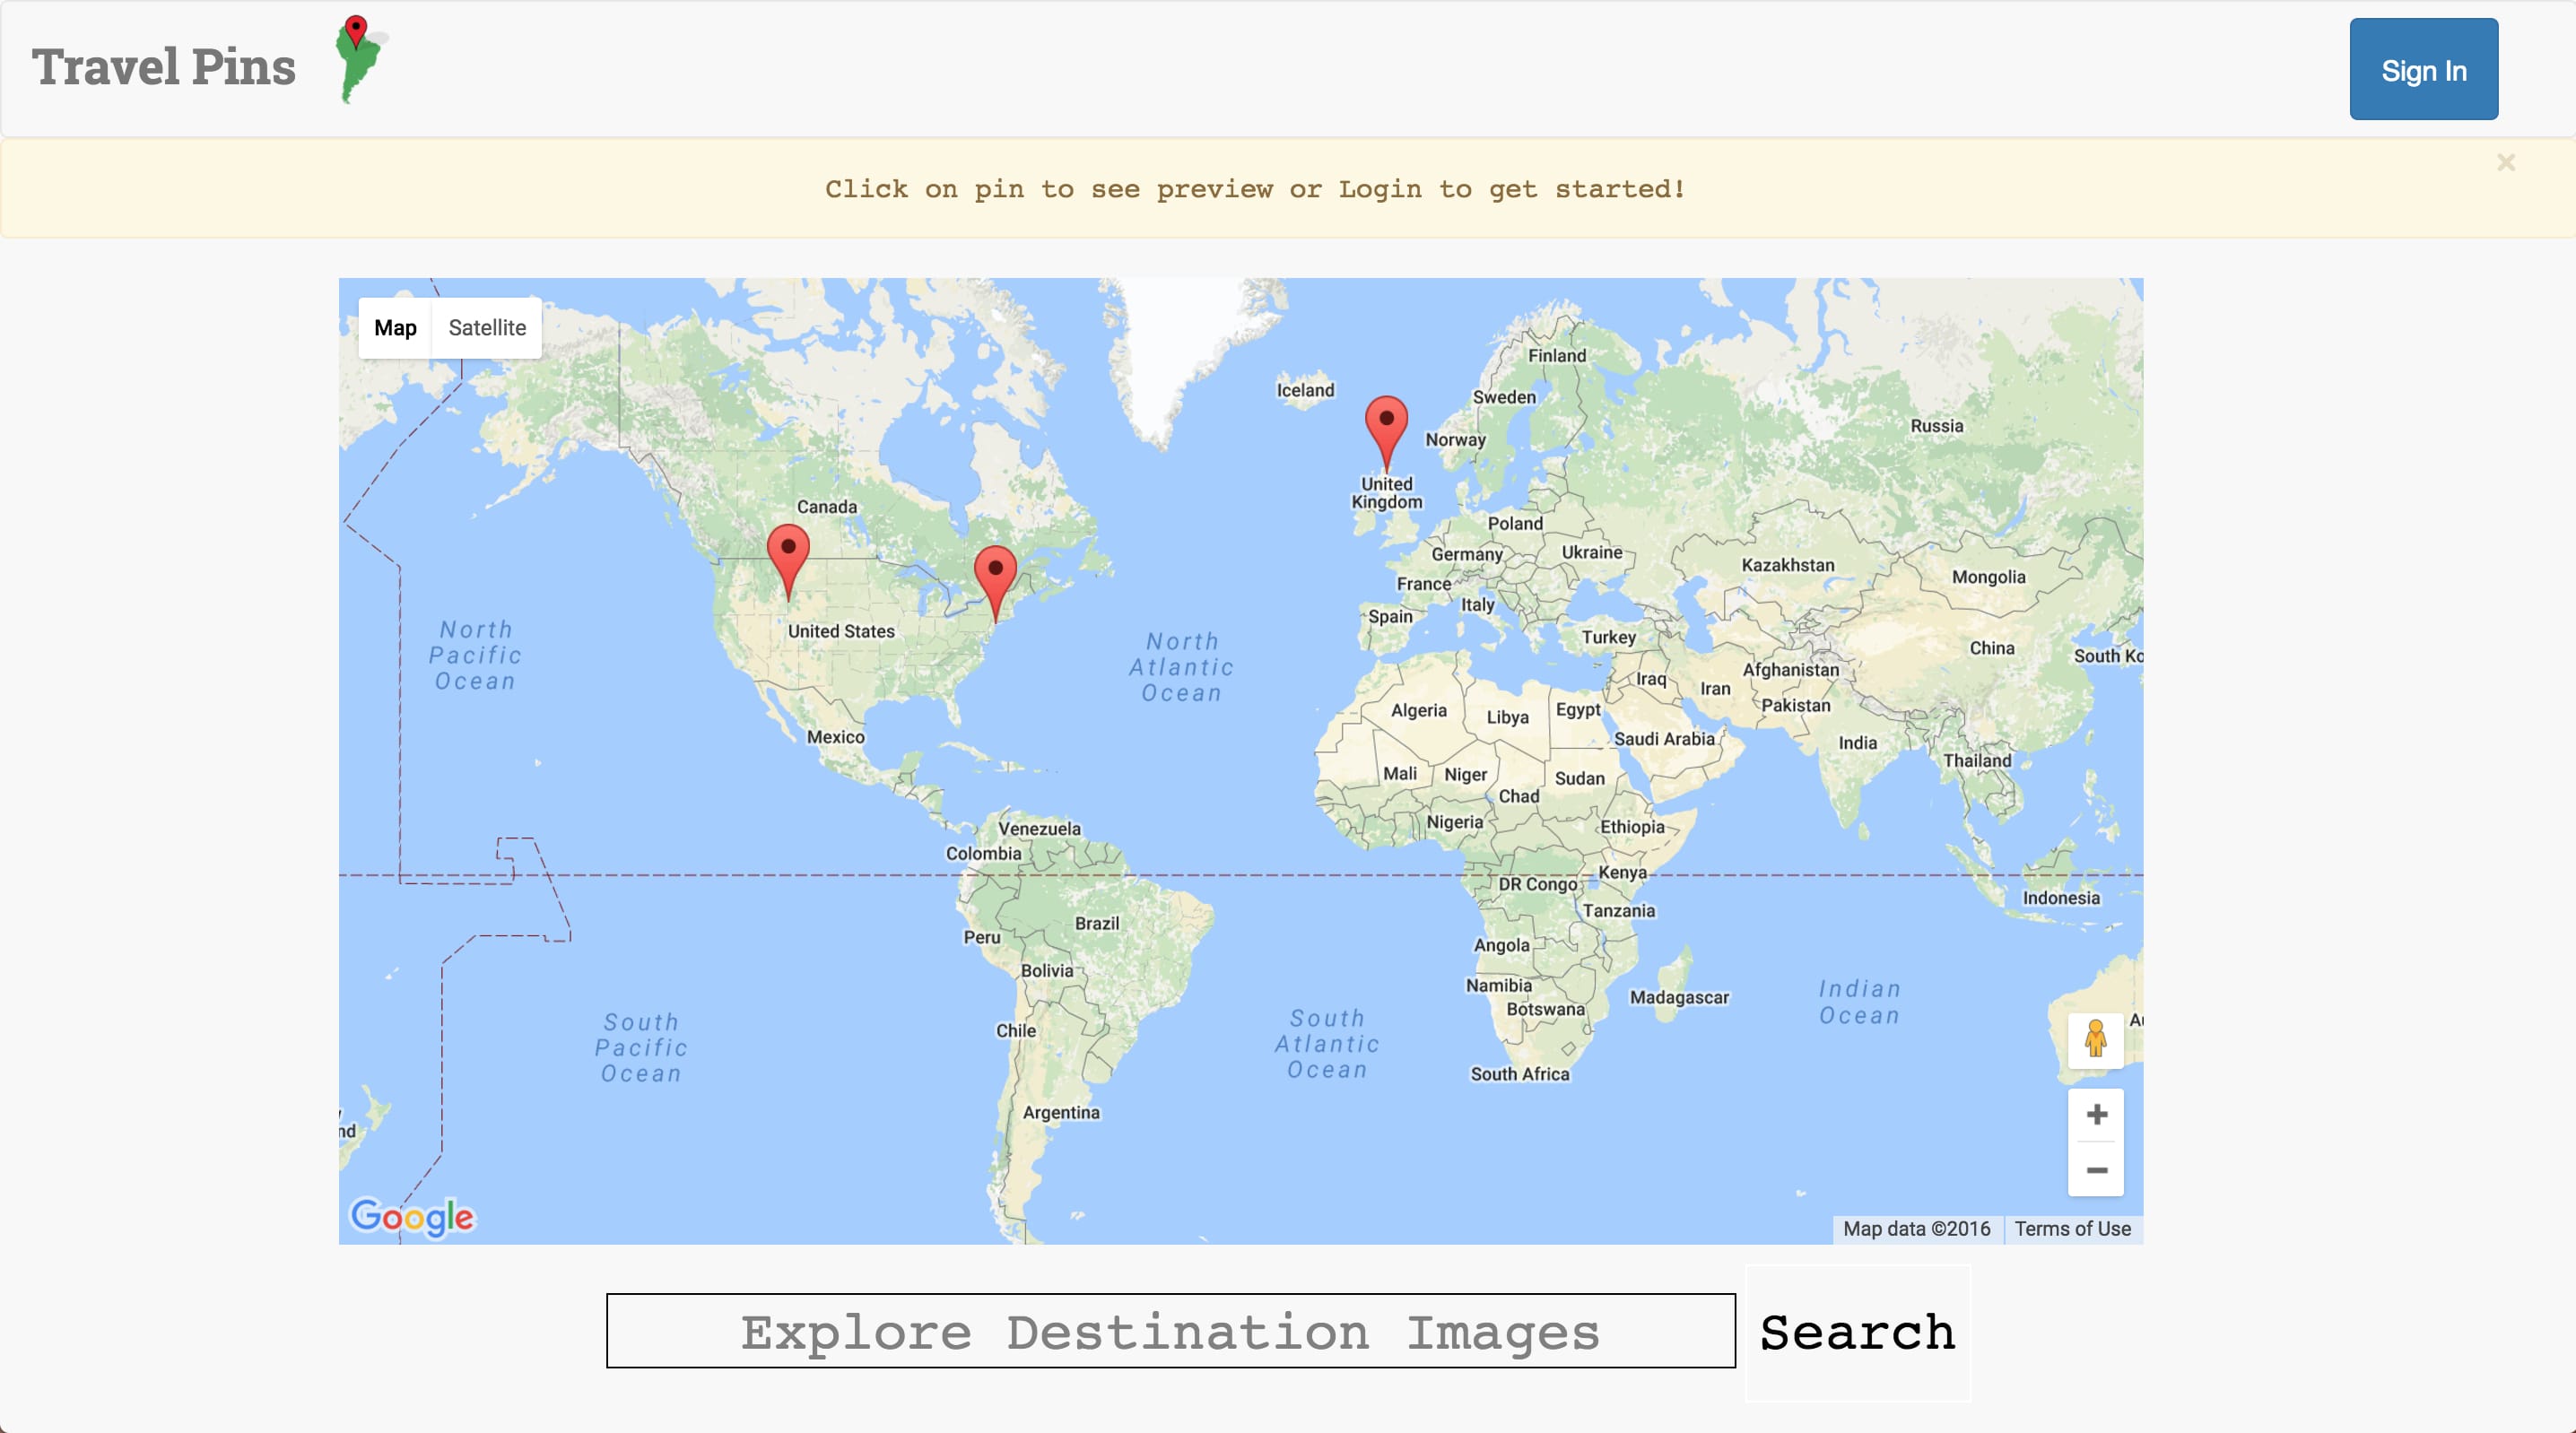 Travel Pins
Sign In
×
Click on pin to see preview or Login to get started!
Map
Satellite
Finland
Iceland
Sweden
Russia
Norway
United
Kingdom
Canada
Poland
Germany
Ukraine
Kazakhstan
Mongolia
France
Italy
Spain
United States
North
Pacific
Ocean
North
Atlantic
Ocean
Turkey
China
South Ko
Afghanistan
Iraq
Iran
Pakistan
Algeria
Libya
Egypt
Saudi Arabia
Mexico
India
Thailand
Mali
Niger
Sudan
Chad
Nigeria
Ethiopia
Venezuela
Colombia
Kenya
DR Congo
Indonesia
Tanzania
Brazil
Peru
Angola
Bolivia
Namibia
Madagascar
Botswana
Indian
Ocean
South
Pacific
Ocean
Chile
South
Atlantic
Ocean
Au
South Africa
Argentina
nd
+
−
Google
Map data ©2016
Terms of Use
Explore Destination Images
Search